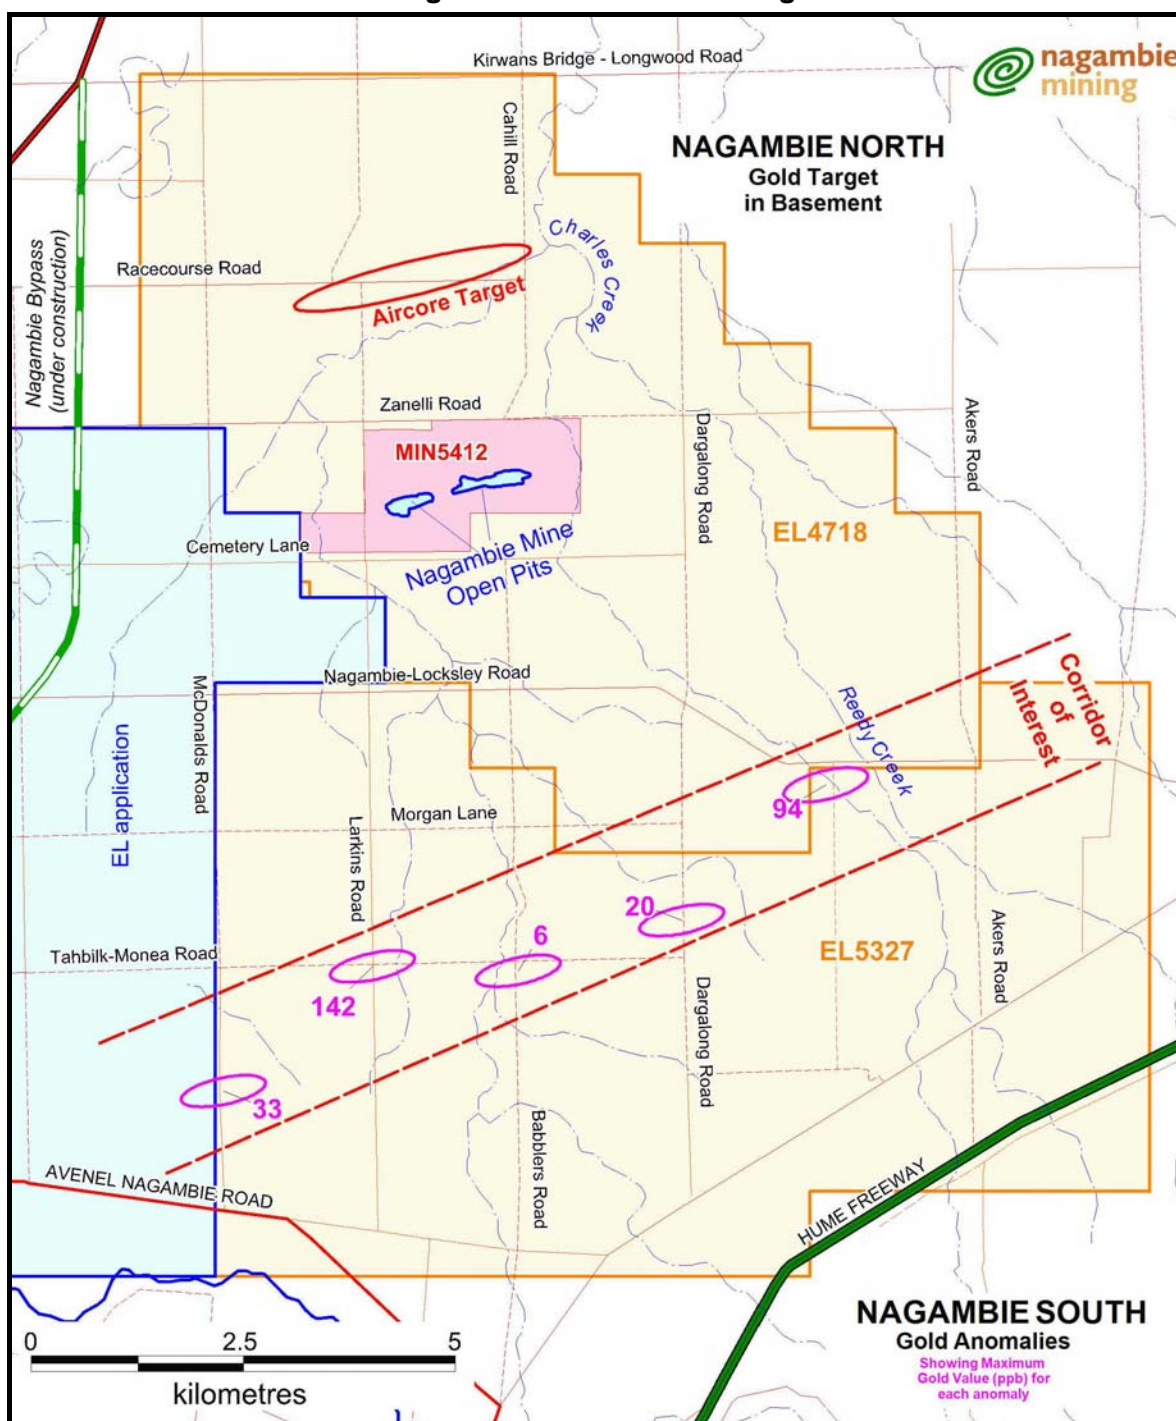 Kirwans Bridge - Longwood Road
nagambie
mining
Cahill Road
NAGAMBIE NORTH
Gold Target
in Basement
Charles Creek
Racecourse Road
Aircore Target
Nagambie Bypass
(under construction)
Zanelli Road
MIN5412
Dargalong Road
Akers Road
EL4718
Cemetery Lane
Nagambie Mine
Open Pits
Nagambie-Locksley Road
McDonalds Road
EL application
Corridor
of
Interest
Reedy Creek
94
Morgan Lane
Larkins Road
20
6
EL5327
Akers Road
Tahbilk-Monea Road
142
Dargalong Road
33
Babblers Road
AVENEL NAGAMBIE ROAD
HUME FREEWAY
NAGAMBIE SOUTH
Gold Anomalies
Showing Maximum
Gold Value (ppb) for
each anomaly
0 2.5 5
kilometres